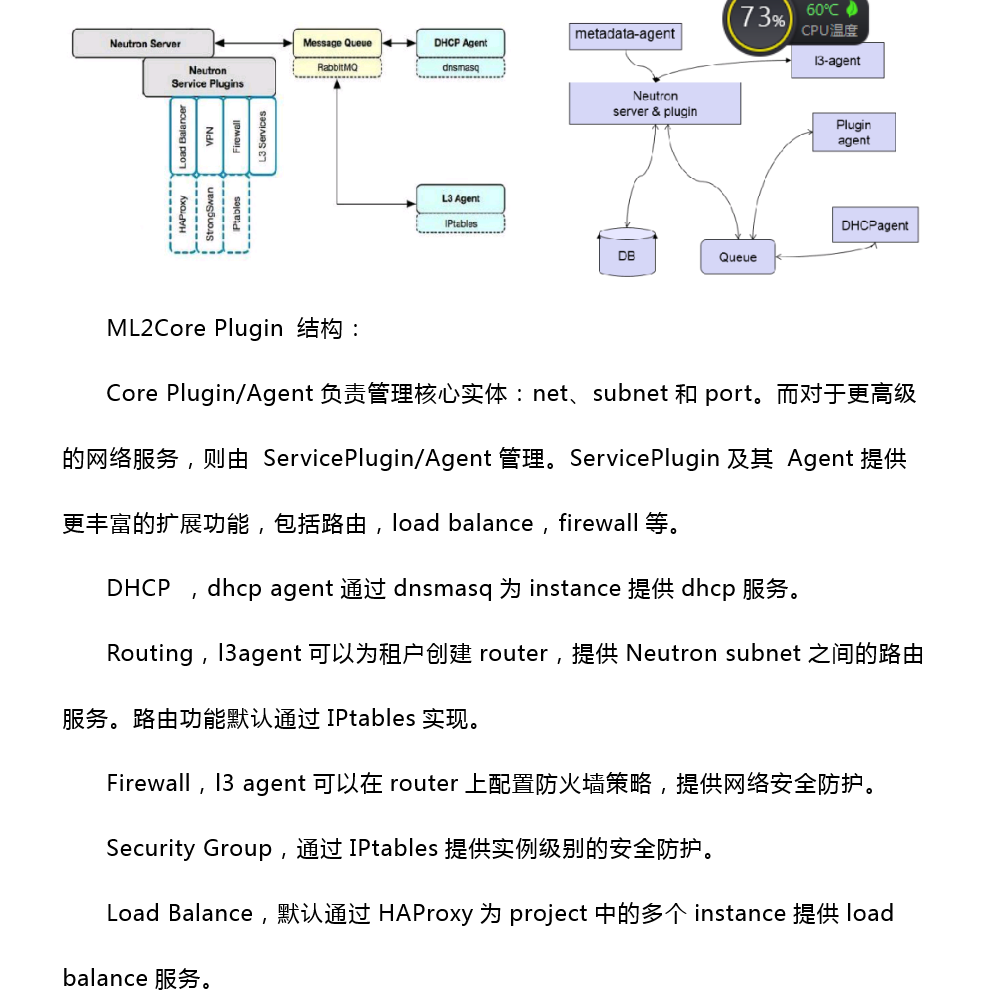 Neutron Server
Message Queue
DHCP Agent
RabbitMQ
dnsmasq
Neutron
Service Plugins
Load Balancer
VPN
Firewall
L3 Services
HAProxy
StrongSwan
IPtables
L3 Agent
IPtables
73%
60℃
CPU温度
metadata-agent
l3-agent
Neutron
server & plugin
Plugin
agent
DHCPagent
DB
Queue
ML2Core Plugin 结构：
Core Plugin/Agent 负责管理核心实体：net、subnet 和 port。而对于更高级
的网络服务，则由 ServicePlugin/Agent 管理。ServicePlugin 及其 Agent 提供
更丰富的扩展功能，包括路由，load balance，firewall 等。
DHCP ，dhcp agent 通过 dnsmasq 为 instance 提供 dhcp 服务。
Routing，l3agent 可以为租户创建 router，提供 Neutron subnet 之间的路由
服务。路由功能默认通过 IPtables 实现。
Firewall，l3 agent 可以在 router 上配置防火墙策略，提供网络安全防护。
Security Group，通过 IPtables 提供实例级别的安全防护。
Load Balance，默认通过 HAProxy 为 project 中的多个 instance 提供 load
balance 服务。